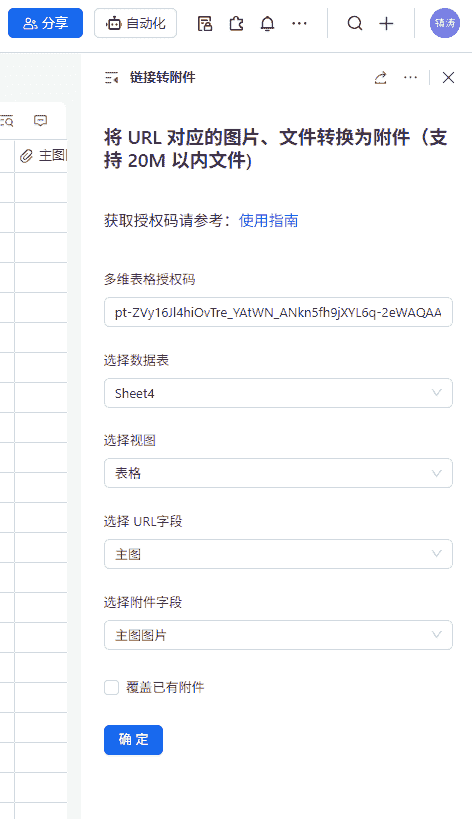 分享
自动化
猪涛
链接转附件
将 URL 对应的图片、文件转换为附件（支
持 20M 以内文件)
主图
获取授权码请参考：使用指南
多维表格授权码
pt-ZVy16Jl4hiOvTre_YAtWN_ANkn5fh9jXYL6q-2eWAQAA
选择数据表
Sheet4
选择视图
表格
选择 URL字段
主图
选择附件字段
主图图片
覆盖已有附件
确 定